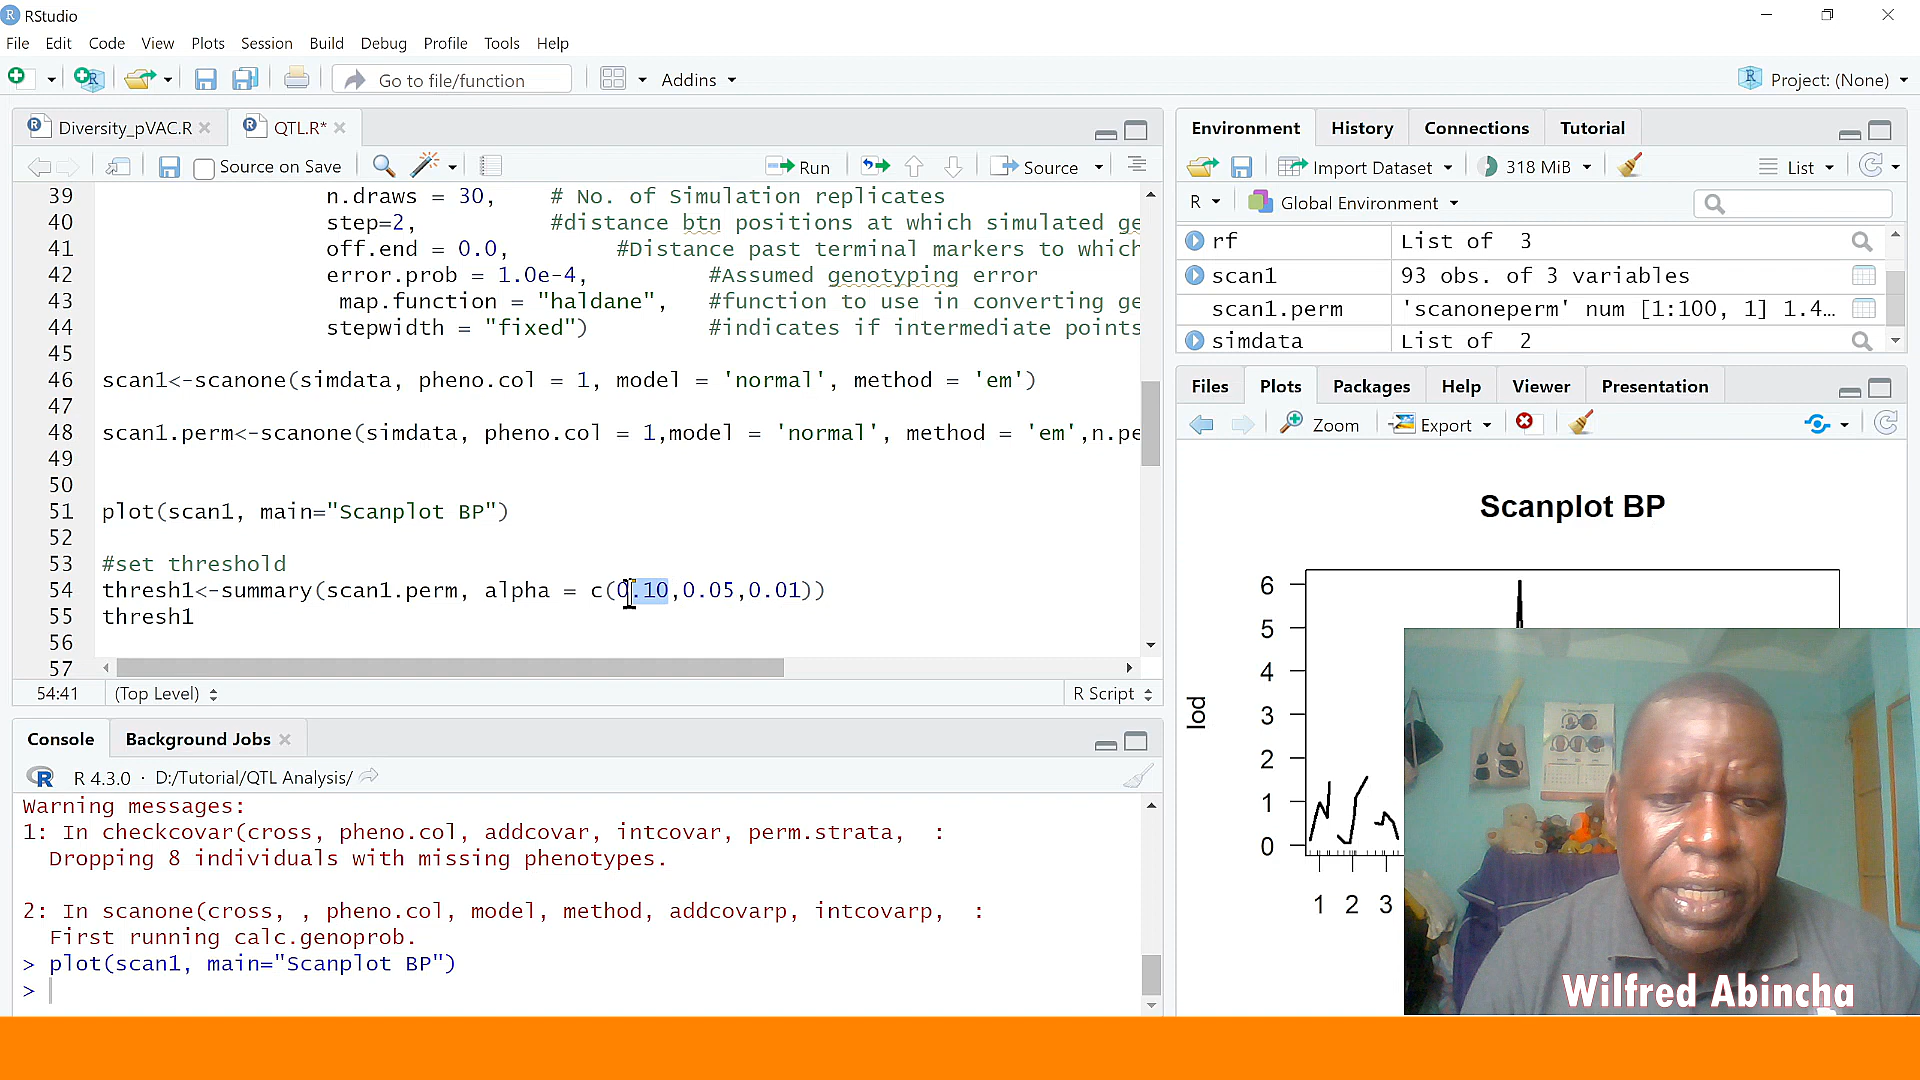 RStudio
File Edit Code View Plots Session Build Debug Profile Tools Help
Go to file/function Addins Project: (None)
Diversity_pVAC.R QTL.R*
Source on Save Run Source
39 n.draws = 30, # No. of Simulation replicates
40 step=2, #distance btn positions at which simulated ge
41 off.end = 0.0, #Distance past terminal markers to which
42 error.prob = 1.0e-4, #Assumed genotyping error
43 map.function = "haldane", #function to use in converting ge
44 stepwidth = "fixed") #indicates if intermediate points
45
46 scan1<-scanone(simdata, pheno.col = 1, model = 'normal', method = 'em')
47
48 scan1.perm<-scanone(simdata, pheno.col = 1,model = 'normal', method = 'em',n.pe
49
50
51 plot(scan1, main="Scanplot BP")
52
53 #set threshold
54 thresh1<-summary(scan1.perm, alpha = c(0.10,0.05,0.01))
55 thresh1
56
57
54:41 (Top Level) R Script
Console Background Jobs
R 4.3.0 · D:/Tutorial/QTL Analysis/
Warning messages:
1: In checkcovar(cross, pheno.col, addcovar, intcovar, perm.strata, :
Dropping 8 individuals with missing phenotypes.
2: In scanone(cross, , pheno.col, model, method, addcovarp, intcovarp, :
First running calc.genoprob.
> plot(scan1, main="Scanplot BP")
>
Environment History Connections Tutorial
Import Dataset 318 MiB List
R Global Environment
rf List of 3
scan1 93 obs. of 3 variables
scan1.perm 'scanoneperm' num [1:100, 1] 1.4…
simdata List of 2
Files Plots Packages Help Viewer Presentation
Zoom Export
Scanplot BP
lod
6
5
4
3
2
1
0
1 2 3
Wilfred Abincha